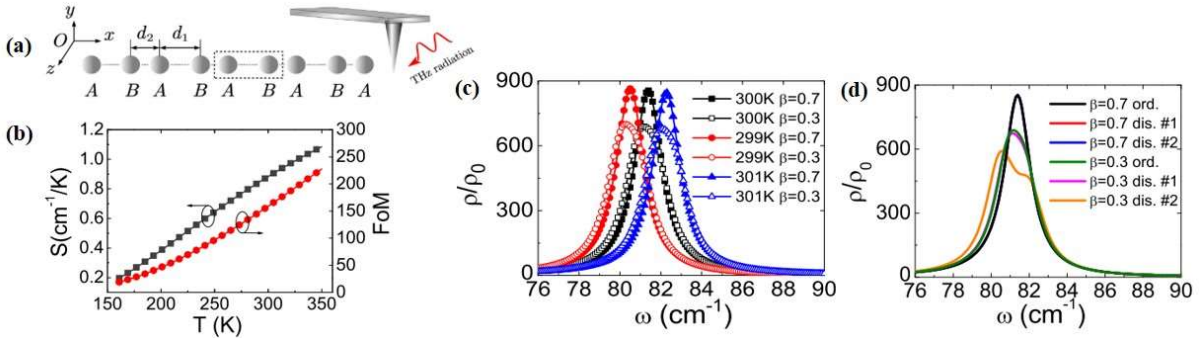 (a)
y
O
x
z
d₂
d₁
A B A B A B A B A
THz radiation
(b)
S(cm⁻¹/K)
1.2
1.0
0.8
0.6
0.4
0.2
300
250
200
150
100
50
0
FoM
150 200 250 300 350
T (K)
(c)
ρ/ρ₀
900
600
300
0
300K β=0.7
300K β=0.3
299K β=0.7
299K β=0.3
301K β=0.7
301K β=0.3
76 78 80 82 84 86 88 90
ω (cm⁻¹)
(d)
ρ/ρ₀
900
600
300
0
β=0.7 ord.
β=0.7 dis. #1
β=0.7 dis. #2
β=0.3 ord.
β=0.3 dis. #1
β=0.3 dis. #2
76 78 80 82 84 86 88 90
ω (cm⁻¹)